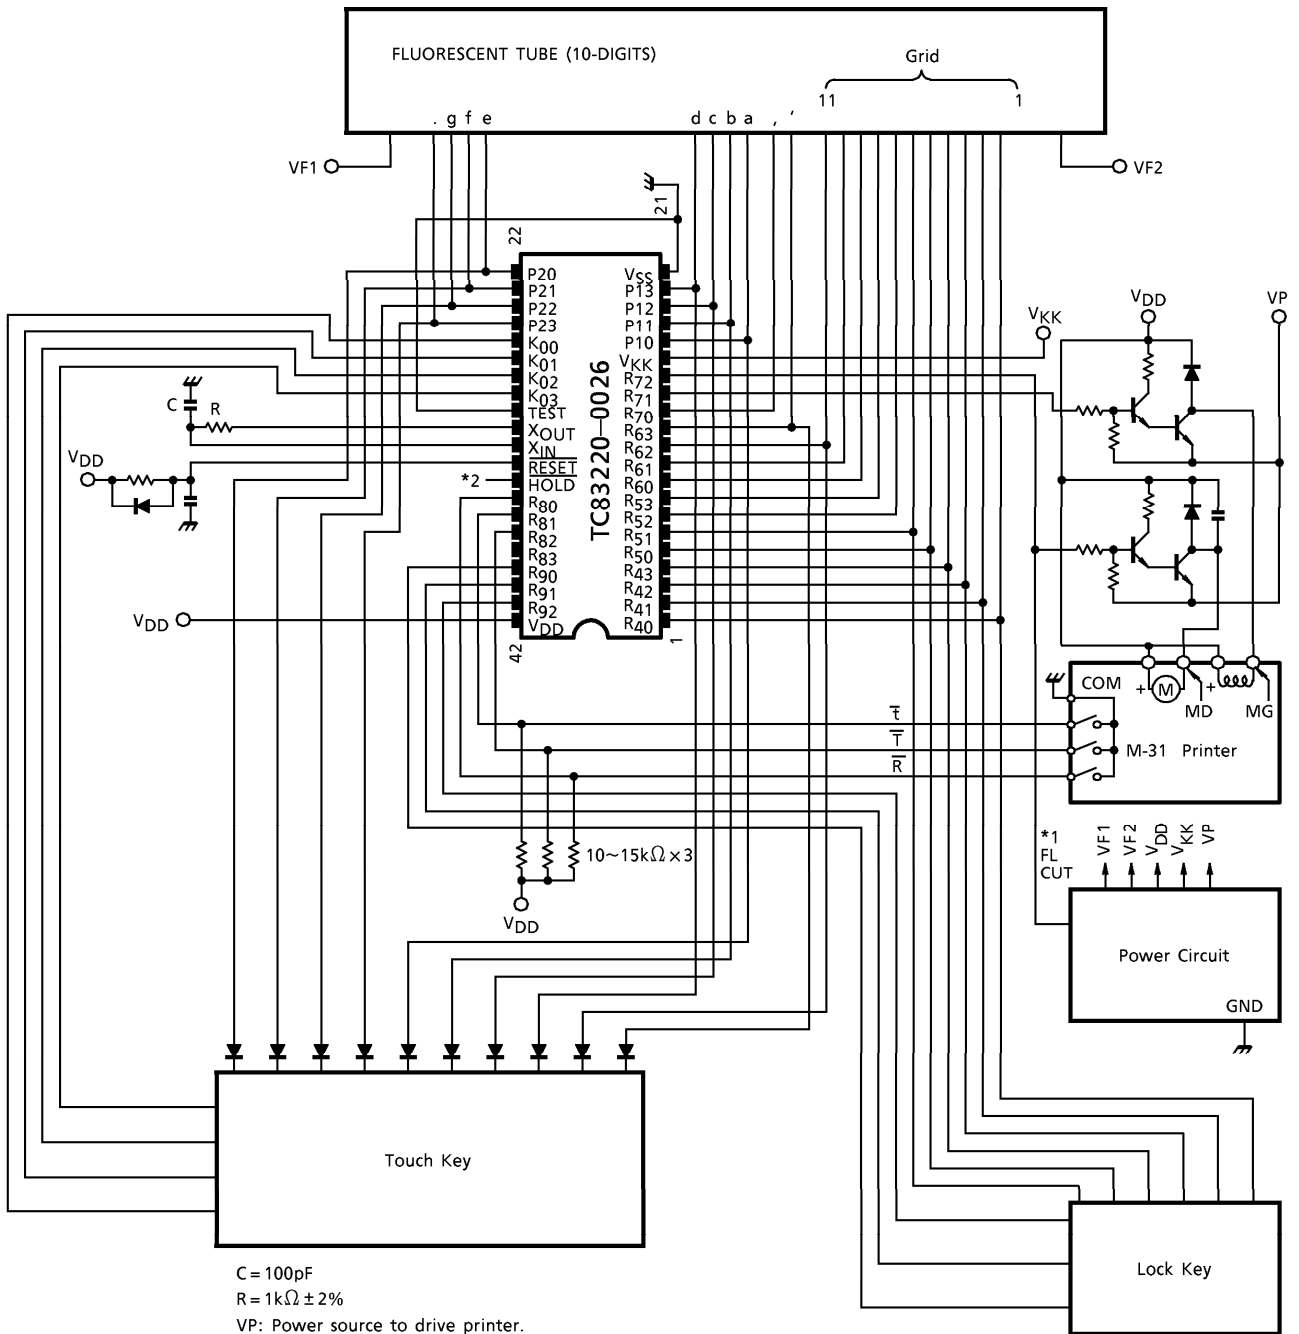 FLUORESCENT TUBE (10-DIGITS)
Grid
11 1
. g f e
d c b a , ′
VF1
VF2
21
22
P20
P21
P22
P23
K00
K01
K02
K03
TEST
XOUT
XIN
RESET
HOLD
R80
R81
R82
R83
R90
R91
R92
VDD
42
TC83220-0026
VSS
P13
P12
P11
P10
VKK
R72
R71
R70
R63
R62
R61
R60
R53
R52
R51
R50
R43
R42
R41
R40
1
C
R
VDD
*2
VDD
VKK
VDD
VP
COM
+ M
+
MD
MG
M-31 Printer
t
T
R
10~15kΩ×3
VDD
*1
FL
CUT
VF1
VF2
VDD
VKK
VP
Power Circuit
GND
Touch Key
Lock Key
C = 100pF
R = 1kΩ ± 2%
VP: Power source to drive printer.